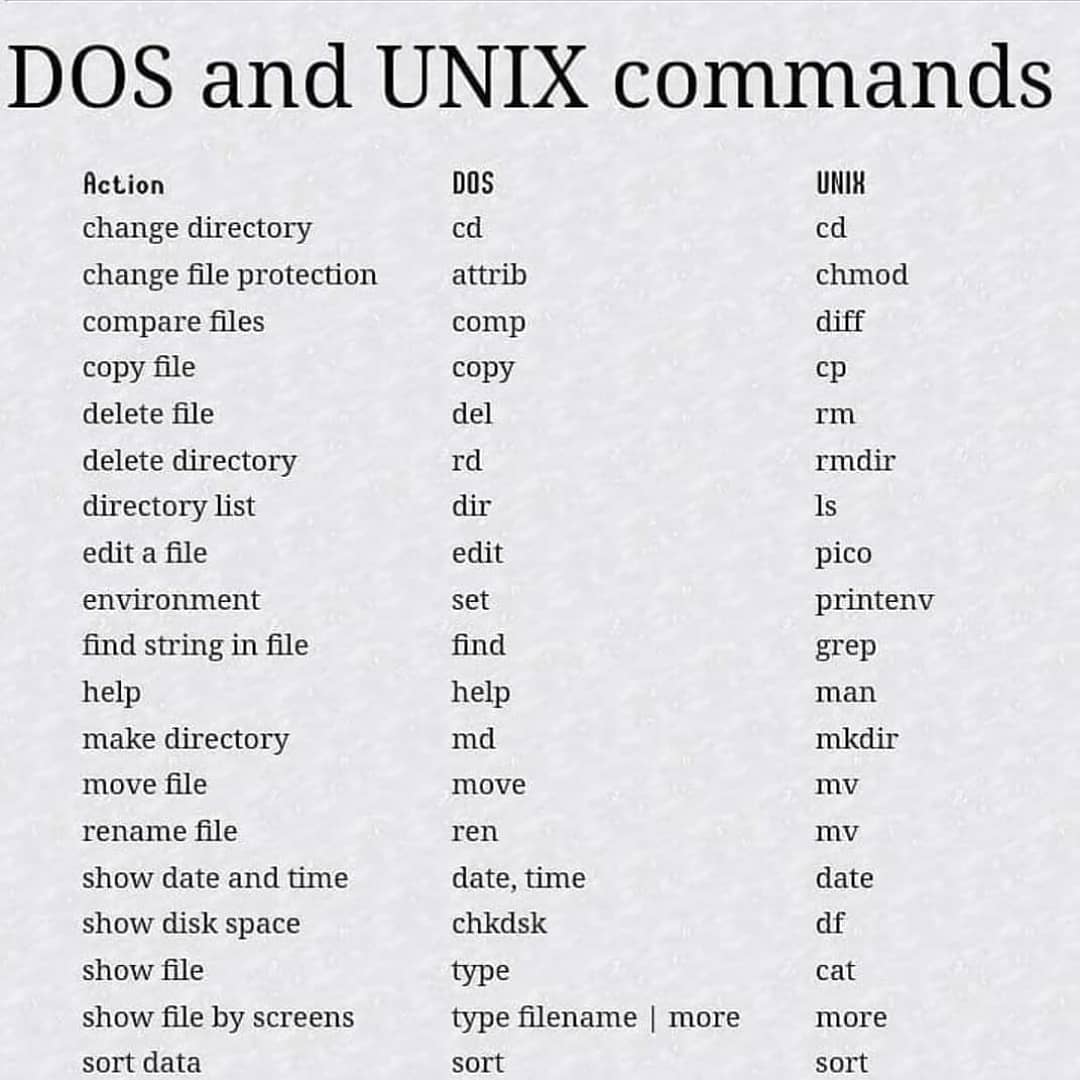 DOS and UNIX commands
Action DOS UNIX
change directory cd cd
change file protection attrib chmod
compare files comp diff
copy file copy cp
delete file del rm
delete directory rd rmdir
directory list dir ls
edit a file edit pico
environment set printenv
find string in file find grep
help help man
make directory md mkdir
move file move mv
rename file ren mv
show date and time date, time date
show disk space chkdsk df
show file type cat
show file by screens type filename | more more
sort data sort sort